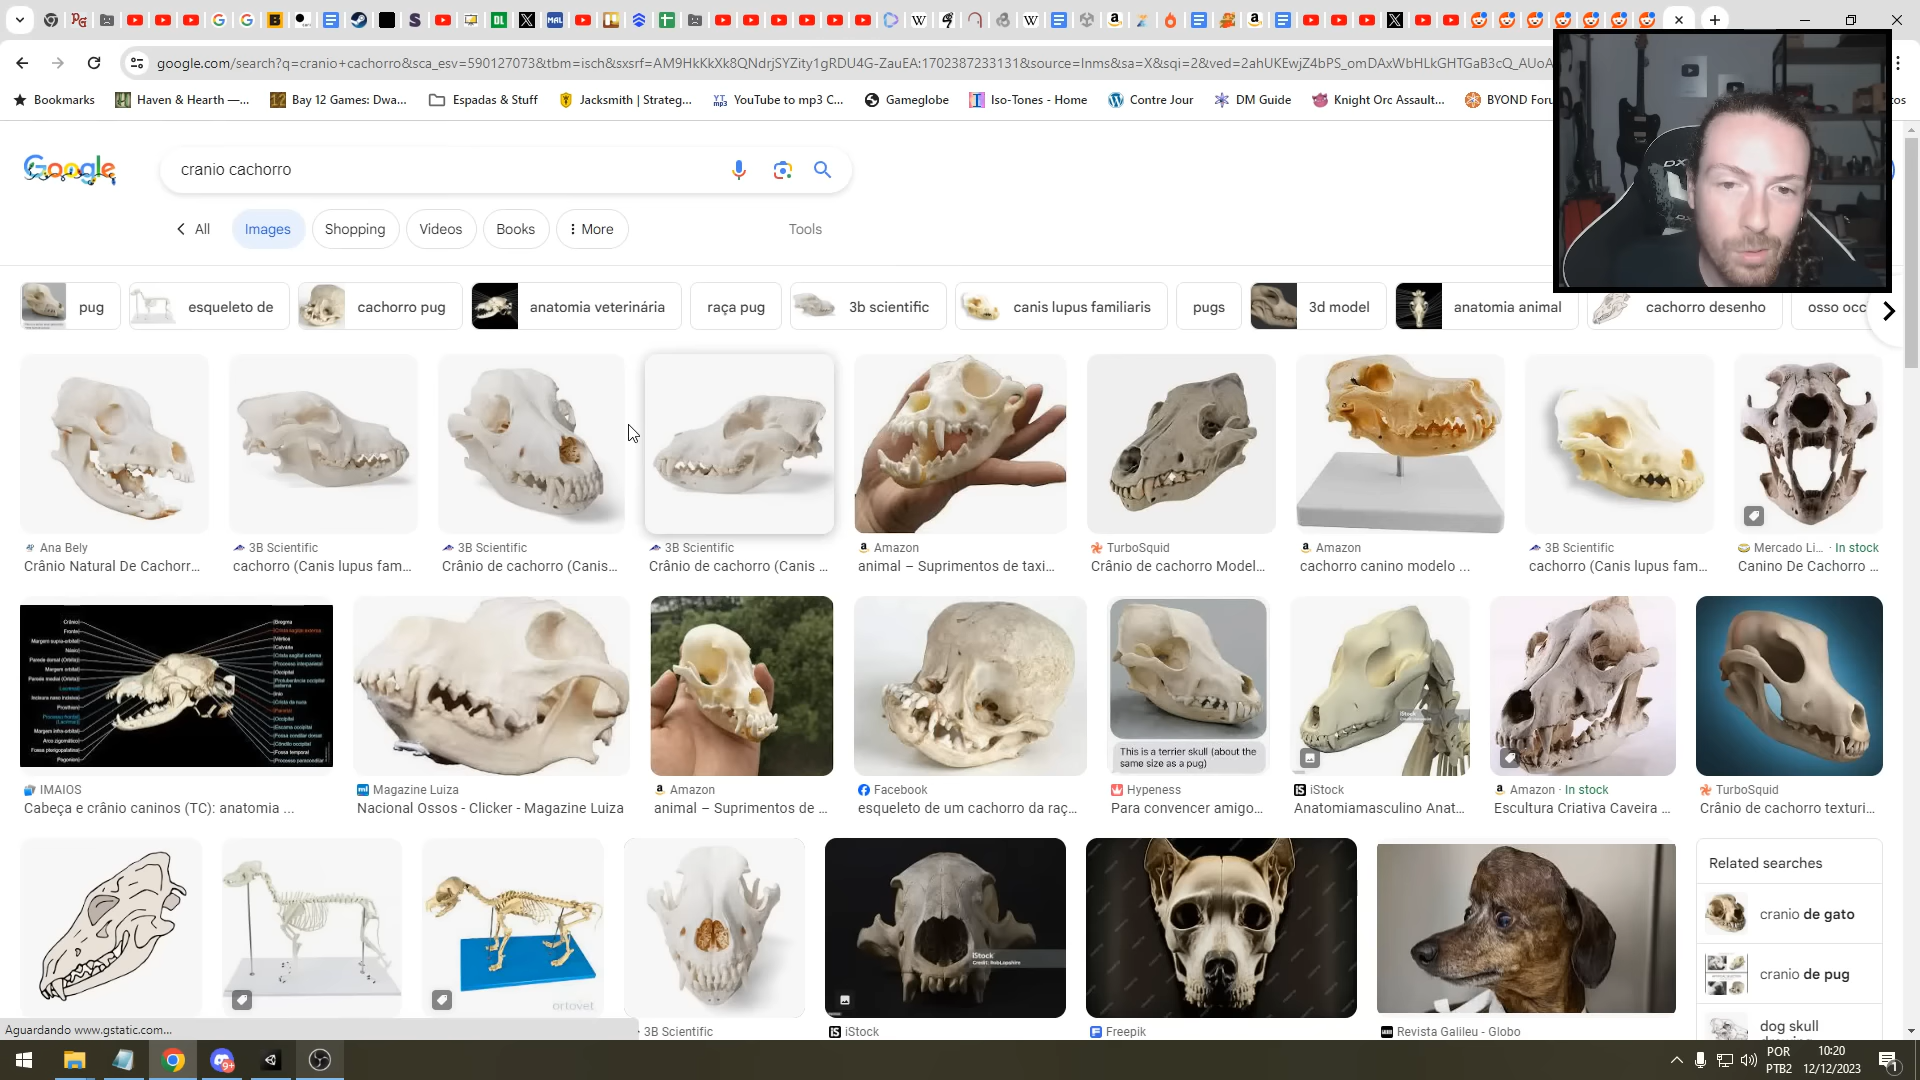 google.com/search?q=cranio+cachorro&sca_esv=590127073&tbm=isch&sxsrf=AM9HkKkXk8QNdrjSYZity1gRDU4G-ZauEA:1702387233131&source=lnms&sa=X&sqi=2&ved=2ahUKEwjZ4bPS_omDAxWbHLkGHTGaB3cQ_AUoA
Bookmarks
Haven & Hearth —...
Bay 12 Games: Dwa...
Espadas & Stuff
Jacksmith | Strateg...
YouTube to mp3 C...
Gameglobe
Iso-Tones - Home
Contre Jour
DM Guide
Knight Orc Assault...
BYOND Foru
Google
cranio cachorro
All
Images
Shopping
Videos
Books
More
Tools
pug
esqueleto de
cachorro pug
anatomia veterinária
raça pug
3b scientific
canis lupus familiaris
pugs
3d model
anatomia animal
cachorro desenho
osso occ
Ana Bely
Crânio Natural De Cachorr...
3B Scientific
cachorro (Canis lupus fam...
3B Scientific
Crânio de cachorro (Canis...
3B Scientific
Crânio de cachorro (Canis ...
Amazon
animal – Suprimentos de taxi...
TurboSquid
Crânio de cachorro Model...
Amazon
cachorro canino modelo ...
3B Scientific
cachorro (Canis lupus fam...
Mercado Li... · In stock
Canino De Cachorro ...
This is a terrier skull (about the
same size as a pug)
IMAIOS
Cabeça e crânio caninos (TC): anatomia ...
Magazine Luiza
Nacional Ossos - Clicker - Magazine Luiza
Amazon
animal – Suprimentos de ...
Facebook
esqueleto de um cachorro da raç...
Hypeness
Para convencer amigo...
iStock
Anatomiamasculino Anat...
Amazon · In stock
Escultura Criativa Caveira ...
TurboSquid
Crânio de cachorro texturi...
ortovet
iStock
Related searches
cranio de gato
cranio de pug
dog skull
3B Scientific
iStock
Freepik
Revista Galileu - Globo
Aguardando www.gstatic.com...
POR
PTB2
10:20
12/12/2023